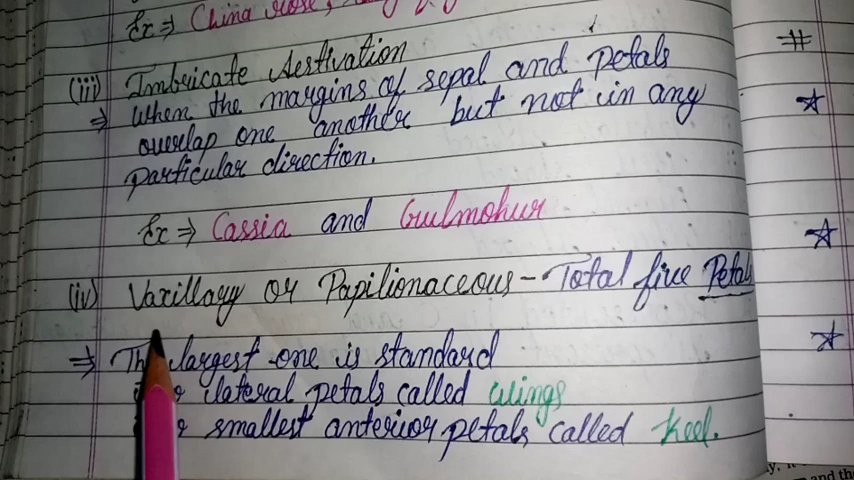 Ex ⇒ China rose,
(iii) Imbricate Aestivation
⇒ When the margins of sepal and Petals
overlap one another but not in any
particular direction.
Ex ⇒ Cassia and Gulmohur
(iv) Vaxillary or Papilionaceous - Total five Petals
⇒ The largest one is standard
lateral petals called wings
smallest anterior petals called keel.
and the